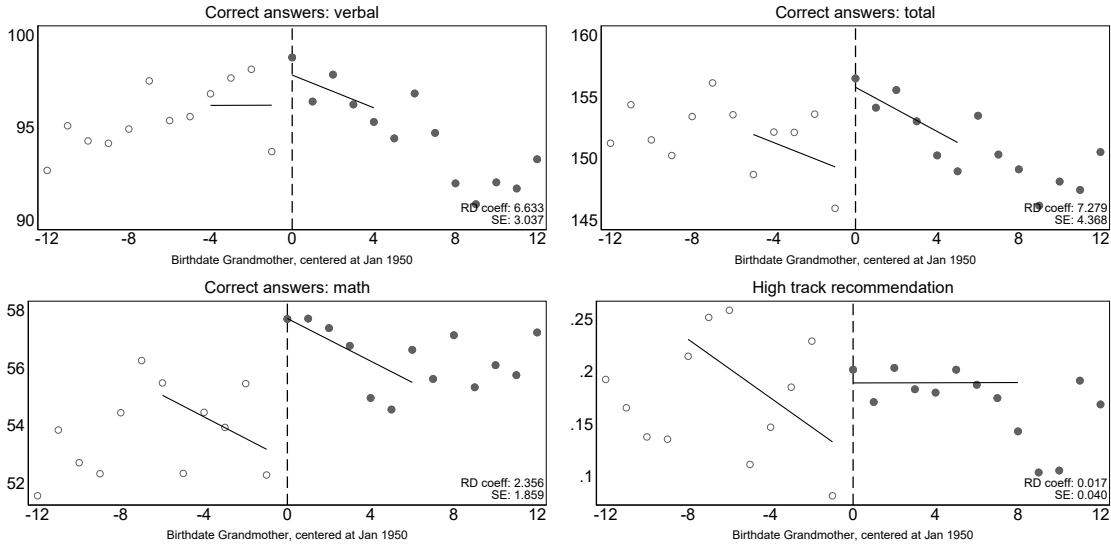 Correct answers: verbal
100
95
90
RD coeff: 6.633
SE: 3.037
-12 -8 -4 0 4 8 12
Birthdate Grandmother, centered at Jan 1950
Correct answers: total
160
155
150
145
RD coeff: 7.279
SE: 4.368
-12 -8 -4 0 4 8 12
Birthdate Grandmother, centered at Jan 1950
Correct answers: math
58
56
54
52
RD coeff: 2.356
SE: 1.859
-12 -8 -4 0 4 8 12
Birthdate Grandmother, centered at Jan 1950
High track recommendation
.25
.2
.15
.1
RD coeff: 0.017
SE: 0.040
-12 -8 -4 0 4 8 12
Birthdate Grandmother, centered at Jan 1950